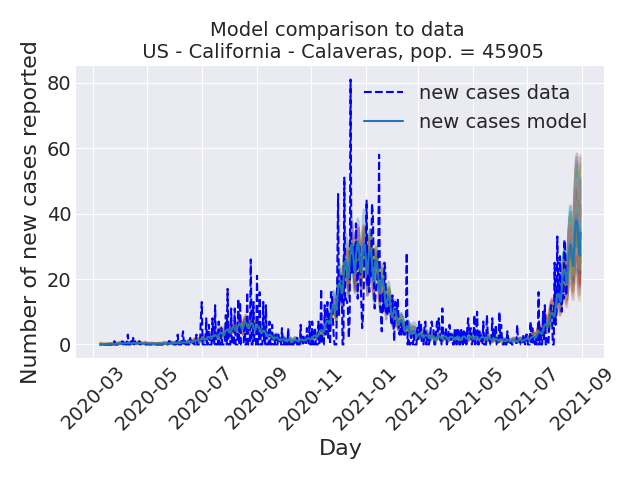 Model comparison to data
US - California - Calaveras, pop. = 45905
Number of new cases reported
80
60
40
20
0
new cases data
new cases model
2020-03
2020-05
2020-07
2020-09
2020-11
2021-01
2021-03
2021-05
2021-07
2021-09
Day